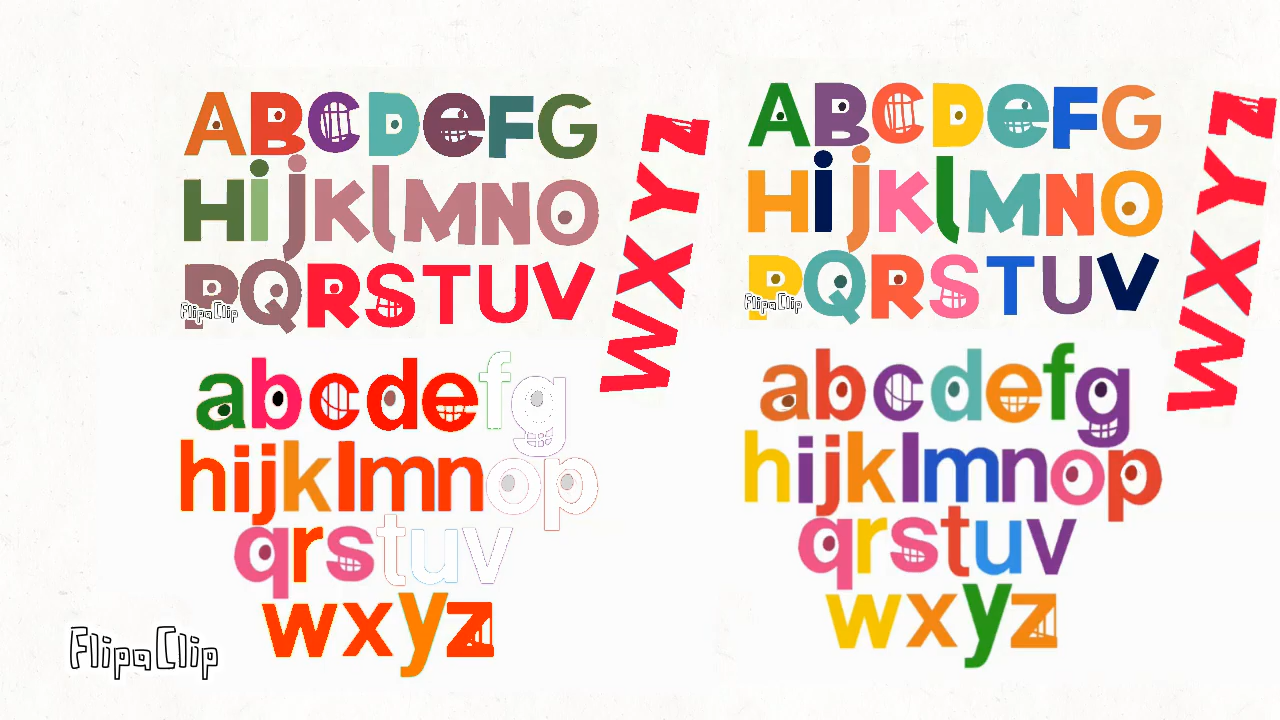 ABCDeFG
HijKlMNO
PQRSTUV
WXYZ
FlipaClip
abcdefg
hijklmnop
qrstuv
wxyz
FlipaClip
ABCDeFG
HijKlMNO
PQRSTUV
WXYZ
FlipaClip
abcdefg
hijklmnop
qrstuv
wxyz